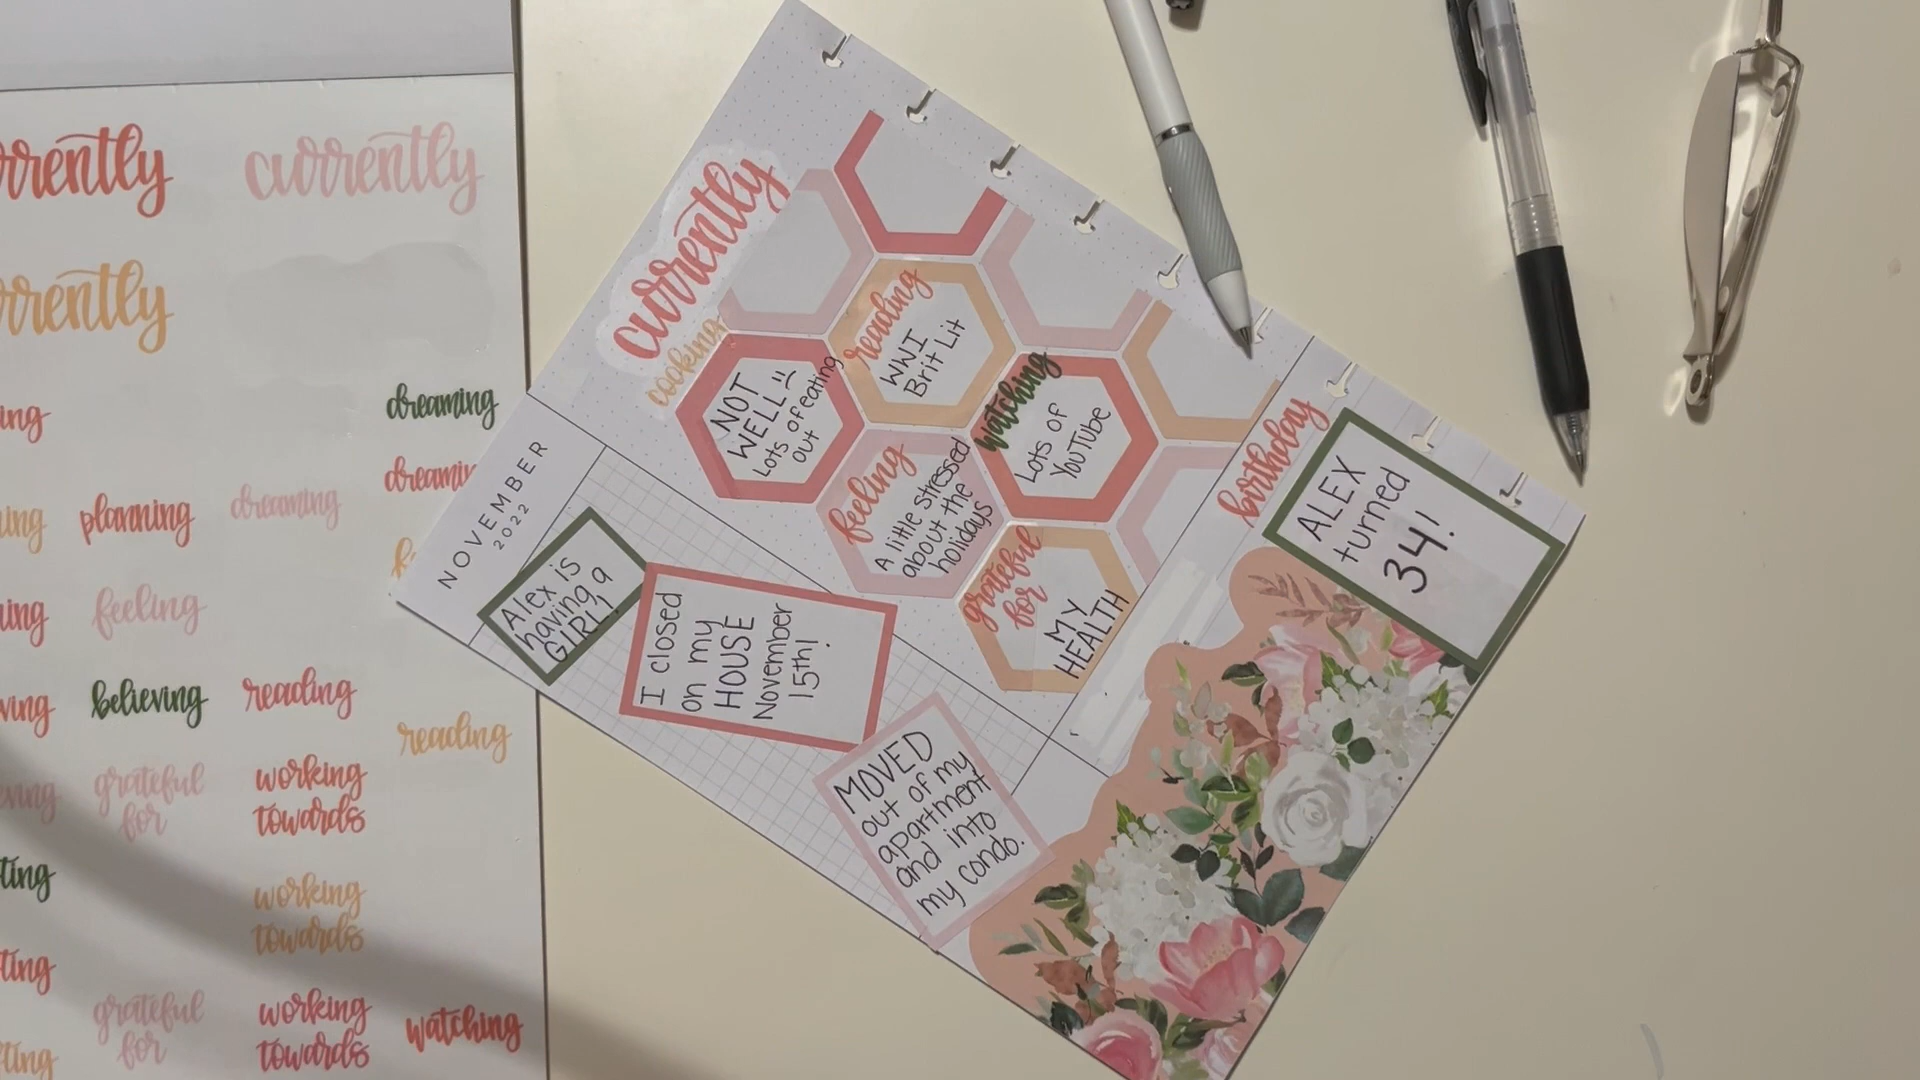 currently
currently
currently
dreaming
dreaming
planning
dreaming
feeling
believing
reading
reading
grateful
for
working
towards
working
towards
grateful
for
working
towards
watching
currently
cooking
NOT
WELL
Lots of eating
out
reading
WWI
Brit Lit
watching
Lots of
YouTube
feeling
A little stressed
about the
holidays
grateful
for
MY
HEALTH
NOVEMBER
2022
Alex is
having a
GIRL!
I closed
on my
HOUSE
November
15th!
MOVED
out of my
apartment
and into
my condo.
birthday
ALEX
turned
34!